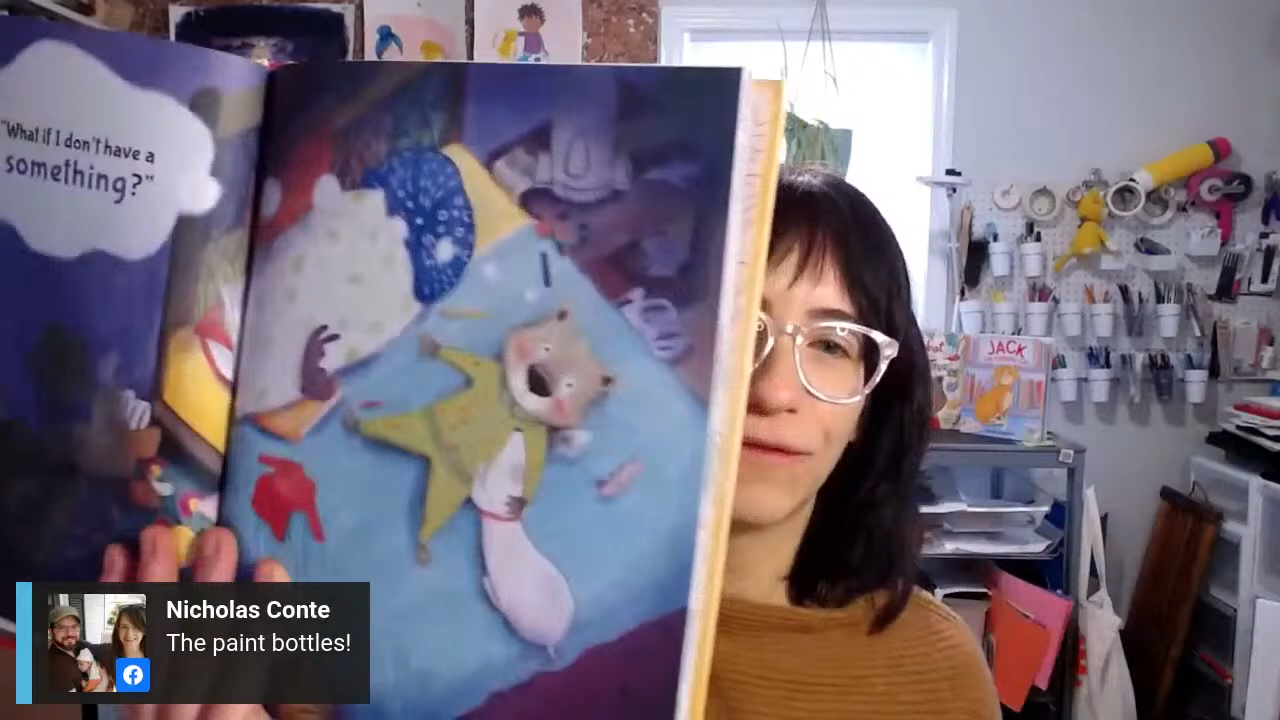 "What if I don't have a
something?"
JACK
Nicholas Conte
The paint bottles!